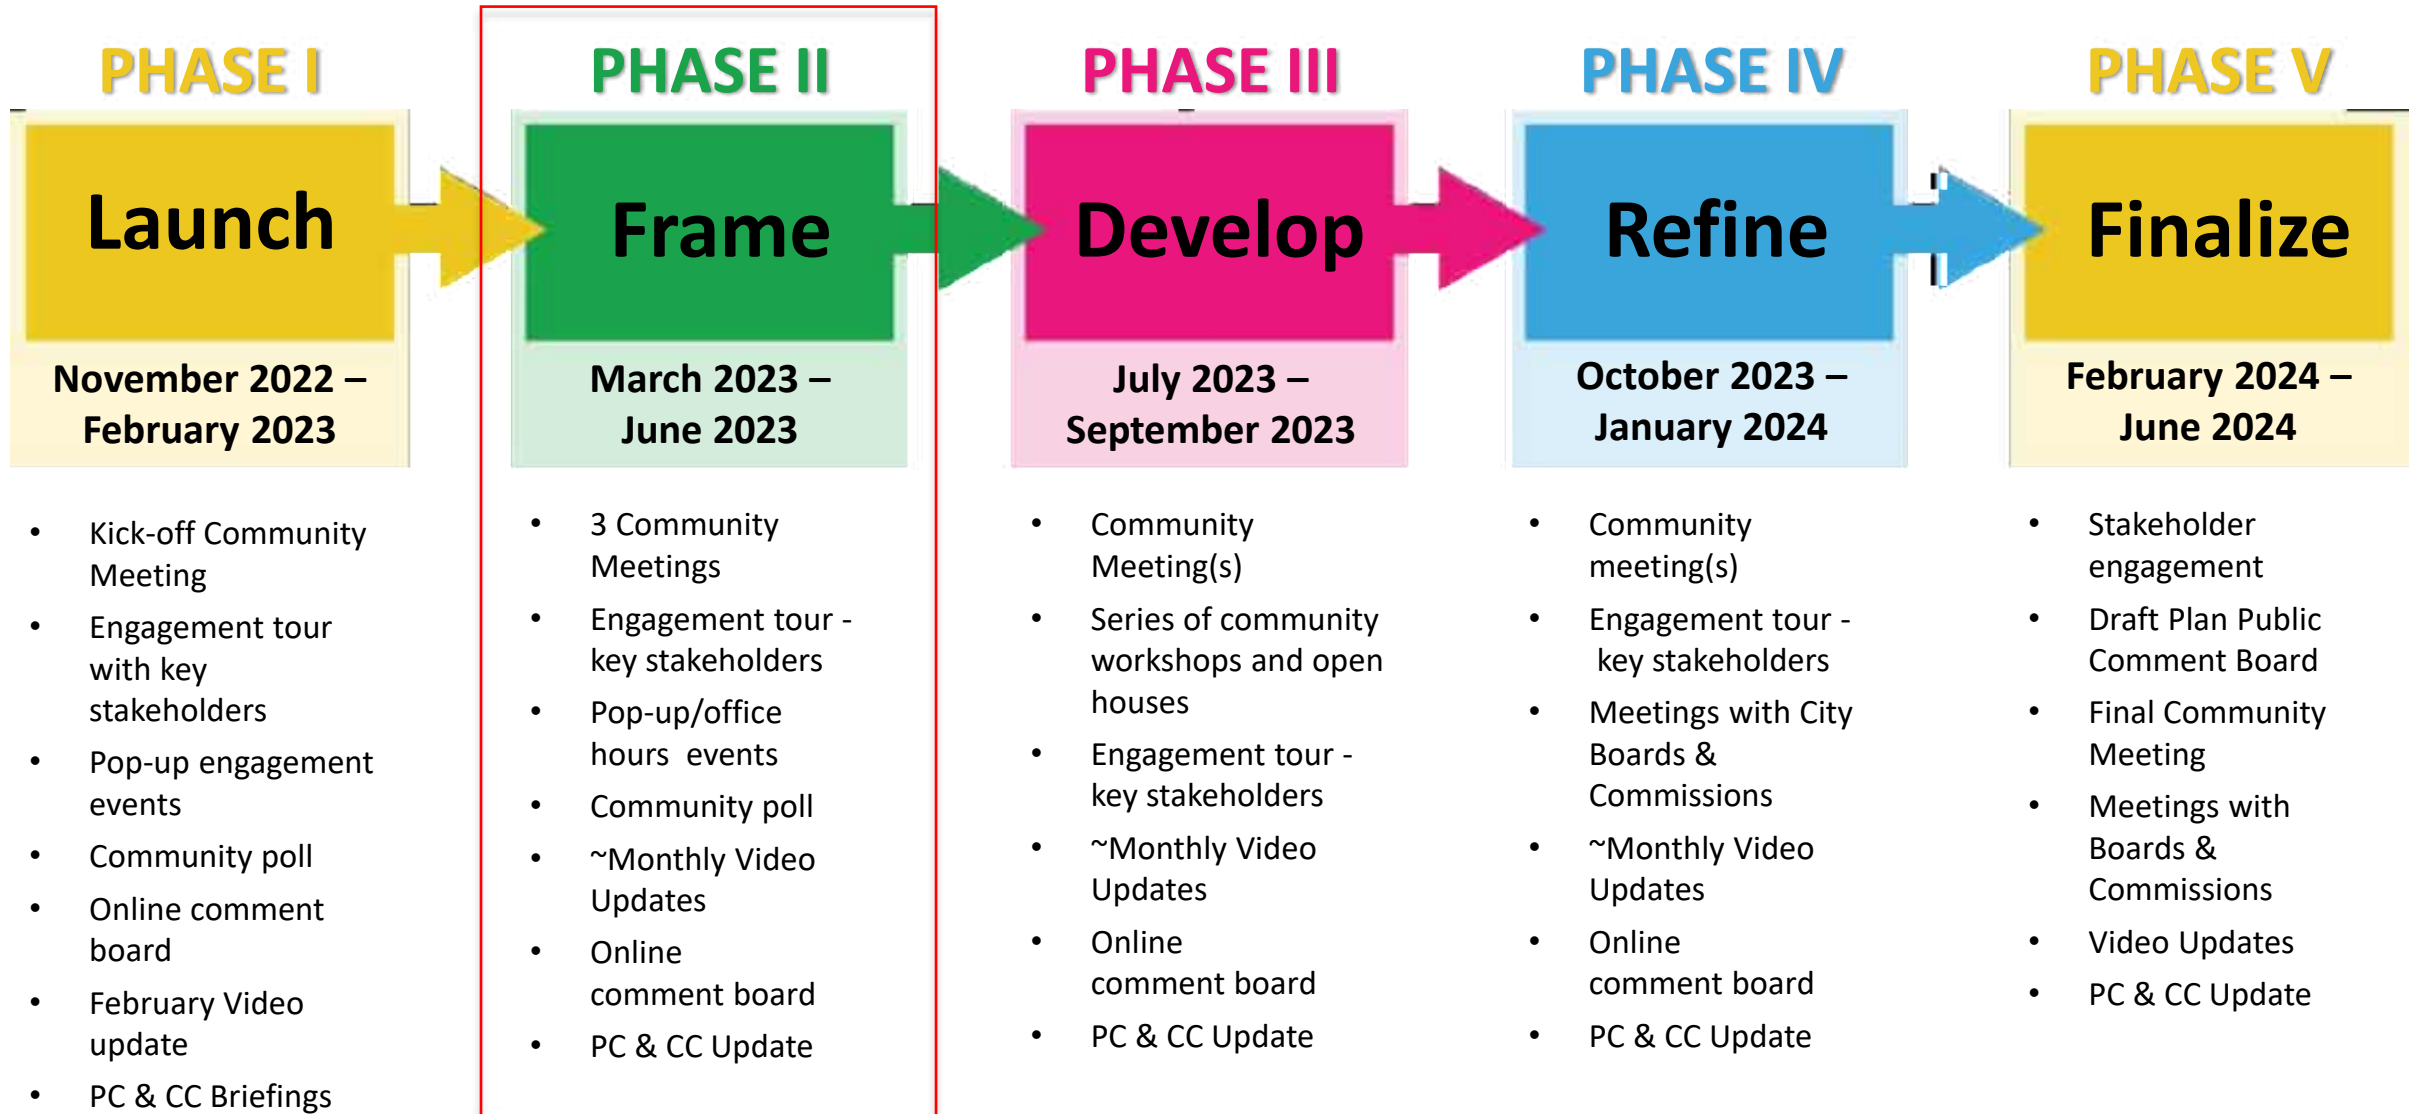 PHASE I
Launch
November 2022 –
February 2023
• Kick-off Community
Meeting
• Engagement tour
with key
stakeholders
• Pop-up engagement
events
• Community poll
• Online comment
board
• February Video
update
• PC & CC Briefings
PHASE II
Frame
March 2023 –
June 2023
• 3 Community
Meetings
• Engagement tour -
key stakeholders
• Pop-up/office
hours  events
• Community poll
• ~Monthly Video
Updates
• Online
comment board
• PC & CC Update
PHASE III
Develop
July 2023 –
September 2023
• Community
Meeting(s)
• Series of community
workshops and open
houses
• Engagement tour -
key stakeholders
• ~Monthly Video
Updates
• Online
comment board
• PC & CC Update
PHASE IV
Refine
October 2023 –
January 2024
• Community
meeting(s)
• Engagement tour -
key stakeholders
• Meetings with City
Boards &
Commissions
• ~Monthly Video
Updates
• Online
comment board
• PC & CC Update
PHASE V
Finalize
February 2024 –
June 2024
• Stakeholder
engagement
• Draft Plan Public
Comment Board
• Final Community
Meeting
• Meetings with
Boards &
Commissions
• Video Updates
• PC & CC Update